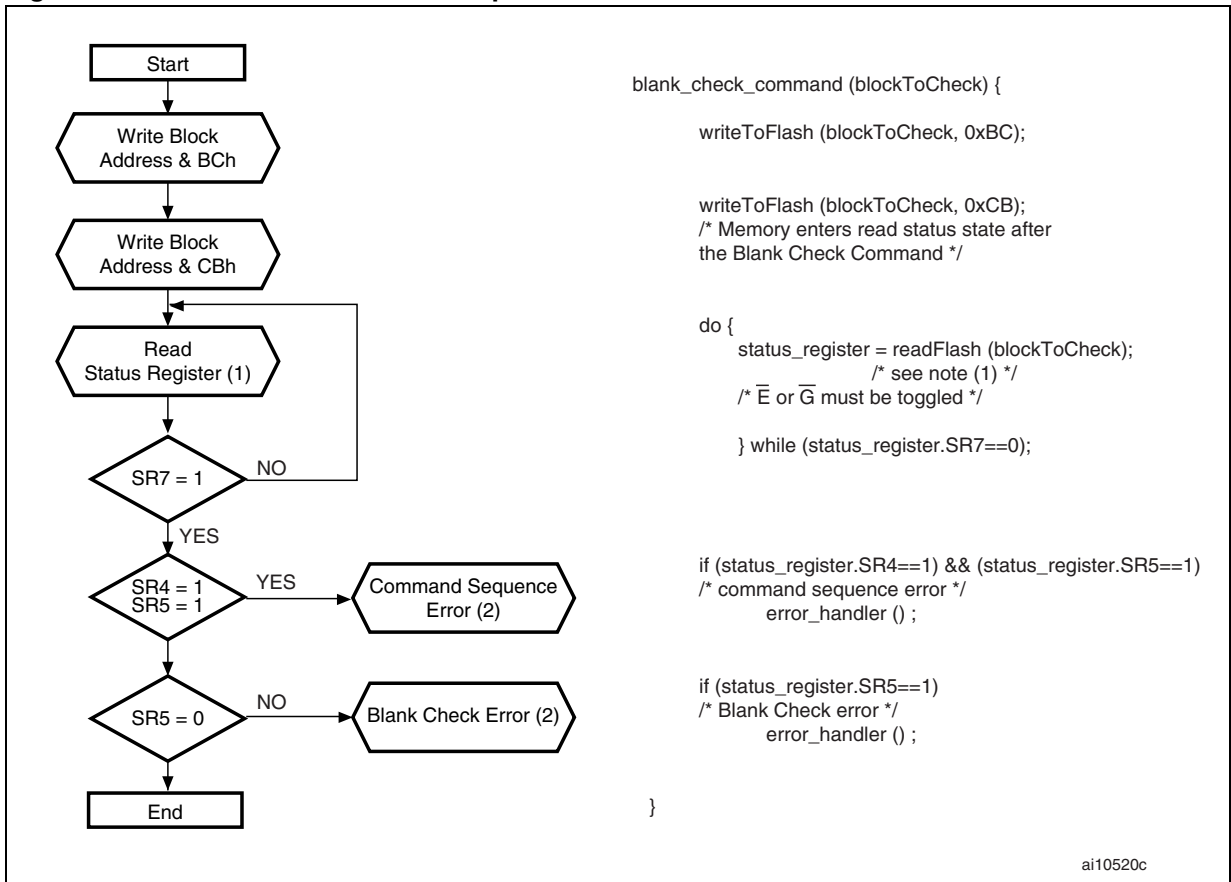 Start
Write Block
Address & BCh
Write Block
Address & CBh
Read
Status Register (1)
SR7 = 1
NO
YES
SR4 = 1
SR5 = 1
YES
Command Sequence
Error (2)
SR5 = 0
NO
Blank Check Error (2)
End
blank_check_command (blockToCheck) {
writeToFlash (blockToCheck, 0xBC);
writeToFlash (blockToCheck, 0xCB);
/* Memory enters read status state after
the Blank Check Command */
do {
status_register = readFlash (blockToCheck);
/* see note (1) */
/* E̅ or G̅ must be toggled */
} while (status_register.SR7==0);
if (status_register.SR4==1) && (status_register.SR5==1)
/* command sequence error */
error_handler () ;
if (status_register.SR5==1)
/* Blank Check error */
error_handler () ;
}
ai10520c